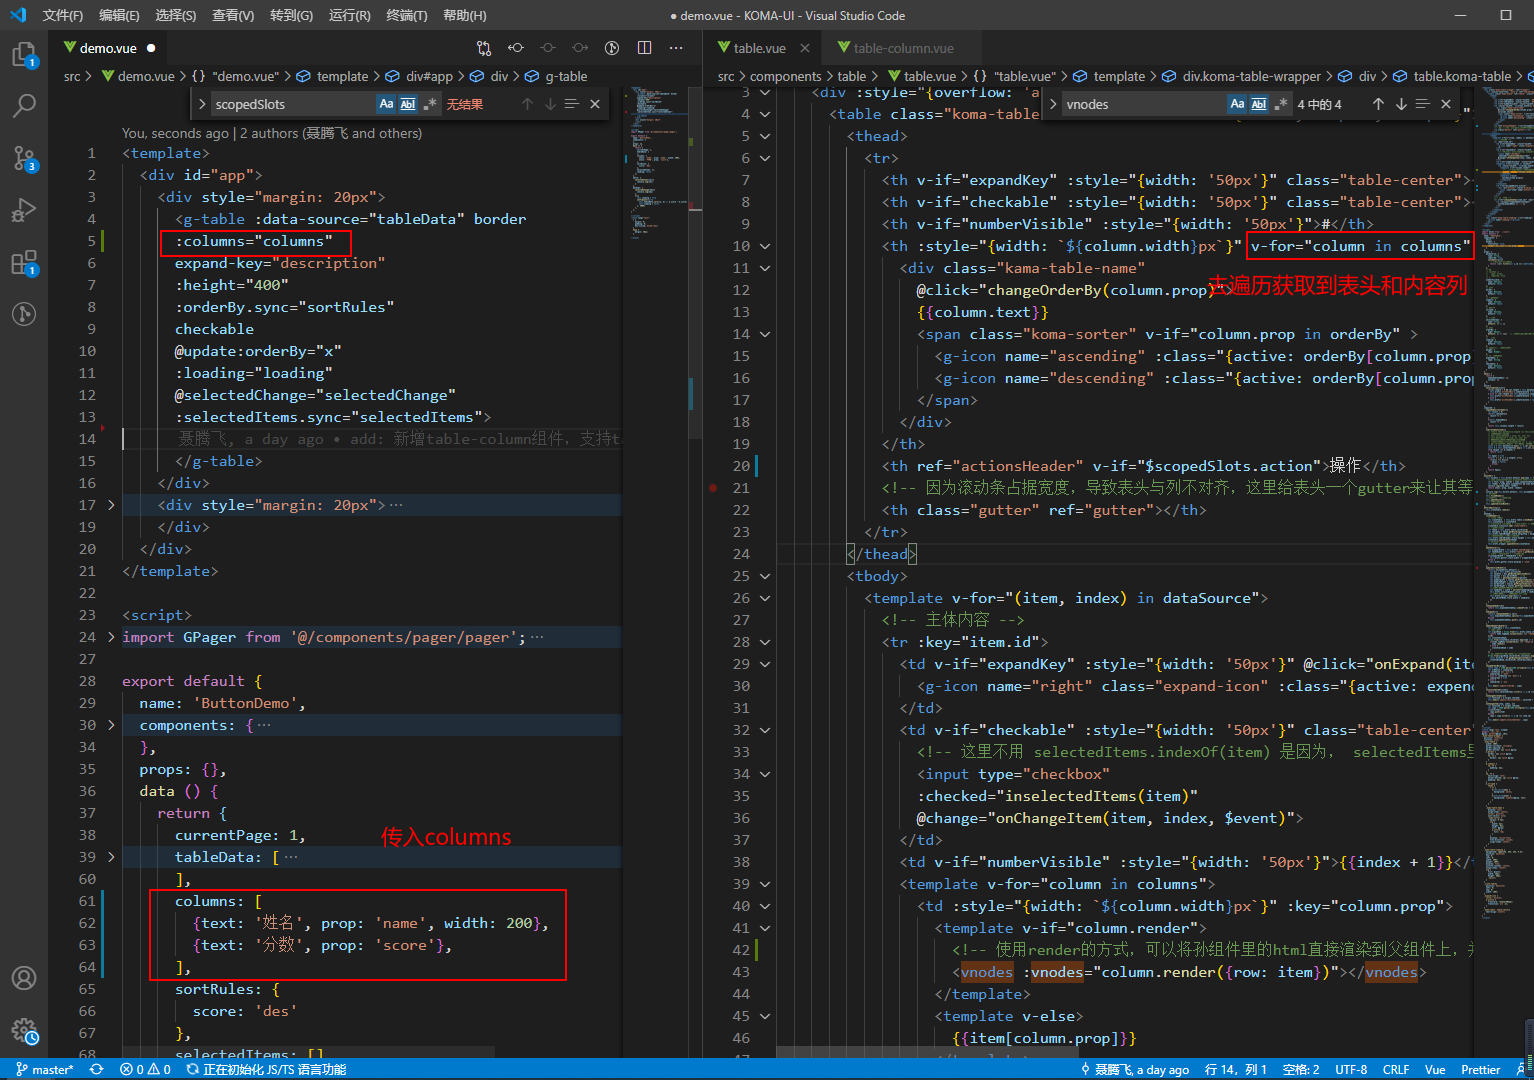 文件(F) 编辑(E) 选择(S) 查看(V) 转到(G) 运行(R) 终端(T) 帮助(H)
● demo.vue - KOMA-UI - Visual Studio Code
demo.vue ●
src > demo.vue > {} "demo.vue" > template > div#app > div > g-table
scopedSlots Aa Abl .* 无结果
You, seconds ago | 2 authors (聂腾飞 and others)
1 <template>
2 <div id="app">
3 <div style="margin: 20px">
4 <g-table :data-source="tableData" border
5 :columns="columns"
6 expand-key="description"
7 :height="400"
8 :orderBy.sync="sortRules"
9 checkable
10 @update:orderBy="x"
11 :loading="loading"
12 @selectedChange="selectedChange"
13 :selectedItems.sync="selectedItems">
14 聂腾飞, a day ago • add: 新增table-column组件，支持t
15 </g-table>
16 </div>
17 <div style="margin: 20px">⋯
19 </div>
20 </div>
21 </template>
22
23 <script>
24 import GPager from '@/components/pager/pager';⋯
27
28 export default {
29 name: 'ButtonDemo',
30 components: {⋯
34 },
35 props: {},
36 data () {
37 return {
38 currentPage: 1,
传入columns
39 tableData: [⋯
60 ],
61 columns: [
62 {text: '姓名', prop: 'name', width: 200},
63 {text: '分数', prop: 'score'},
64 ],
65 sortRules: {
66 score: 'des'
67 },
68 selectedItems: []
table.vue × table-column.vue
src > components > table > table.vue > {} "table.vue" > template > div.koma-table-wrapper > div > table.koma-table >
vnodes Aa Abl .* 4 中的 4
3 <div :style="{overflow: 'a
4 <table class="koma-table
5 <thead>
6 <tr>
7 <th v-if="expandKey" :style="{width: '50px'}" class="table-center">
8 <th v-if="checkable" :style="{width: '50px'}" class="table-center">
9 <th v-if="numberVisible" :style="{width: '50px'}">#</th>
10 <th :style="{width: `${column.width}px`}" v-for="column in columns"
11 <div class="kama-table-name"
12 @click="changeOrderBy(column.prop)">
去遍历获取到表头和内容列
13 {{column.text}}
14 <span class="koma-sorter" v-if="column.prop in orderBy" >
15 <g-icon name="ascending" :class="{active: orderBy[column.prop
16 <g-icon name="descending" :class="{active: orderBy[column.prop
17 </span>
18 </div>
19 </th>
20 <th ref="actionsHeader" v-if="$scopedSlots.action">操作</th>
21 <!-- 因为滚动条占据宽度，导致表头与列不对齐，这里给表头一个gutter来让其等
22 <th class="gutter" ref="gutter"></th>
23 </tr>
24 </thead>
25 <tbody>
26 <template v-for="(item, index) in dataSource">
27 <!-- 主体内容 -->
28 <tr :key="item.id">
29 <td v-if="expandKey" :style="{width: '50px'}" @click="onExpand(ite
30 <g-icon name="right" class="expand-icon" :class="{active: expend
31 </td>
32 <td v-if="checkable" :style="{width: '50px'}" class="table-center"
33 <!-- 这里不用 selectedItems.indexOf(item) 是因为， selectedItems里
34 <input type="checkbox"
35 :checked="inselectedItems(item)"
36 @change="onChangeItem(item, index, $event)">
37 </td>
38 <td v-if="numberVisible" :style="{width: '50px'}">{{index + 1}}</
39 <template v-for="column in columns">
40 <td :style="{width: `${column.width}px`}" :key="column.prop">
41 <template v-if="column.render">
42 <!-- 使用render的方式，可以将孙组件里的html直接渲染到父组件上，
43 <vnodes :vnodes="column.render({row: item})"></vnodes>
44 </template>
45 <template v-else>
46 {{item[column.prop]}}
master* 0 0 正在初始化 JS/TS 语言功能 聂腾飞, a day ago 行 14，列 1 空格: 2 UTF-8 CRLF Vue Prettier